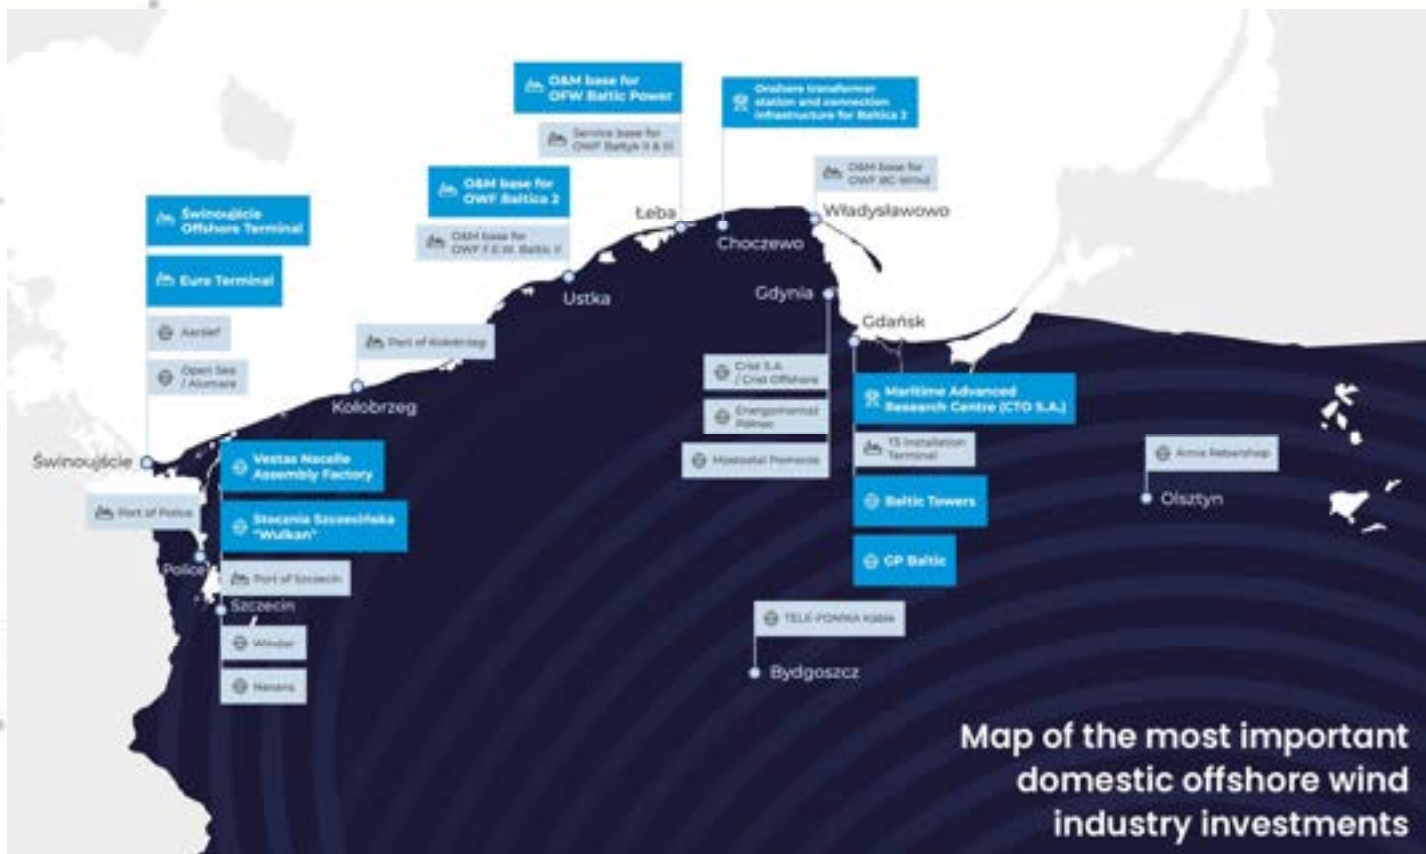 O&M base for
OFW Baltic Power
Service base for
OWF Bałtyk II & III
Onshore transformer
station and connection
infrastructure for Baltica 2
O&M base for
OWF BC-Wind
O&M base for
OWF Baltica 2
O&M base for
OWF F.E.W. Baltic II
Świnoujście
Offshore Terminal
Euro Terminal
Aarslef
Open Sea
/ Alumare
Łeba
Choczewo
Władysławowo
Ustka
Gdynia
Gdańsk
Port of Kołobrzeg
Kołobrzeg
Crist S.A.
/ Crist Offshore
Energomontaż
Północ
Mostostal Pomorze
Maritime Advanced
Research Centre (CTO S.A.)
T5 Installation
Terminal
Baltic Towers
GP Baltic
Olsztyn
Świnoujście
Vestas Nacelle
Assembly Factory
Port of Police
Stocznia Szczecińska
"Wulkan"
Police
Port of Szczecin
Szczecin
Windar
Nexans
TELE-FONIKA Kable
Bydgoszcz
Map of the most important
domestic offshore wind
industry investments